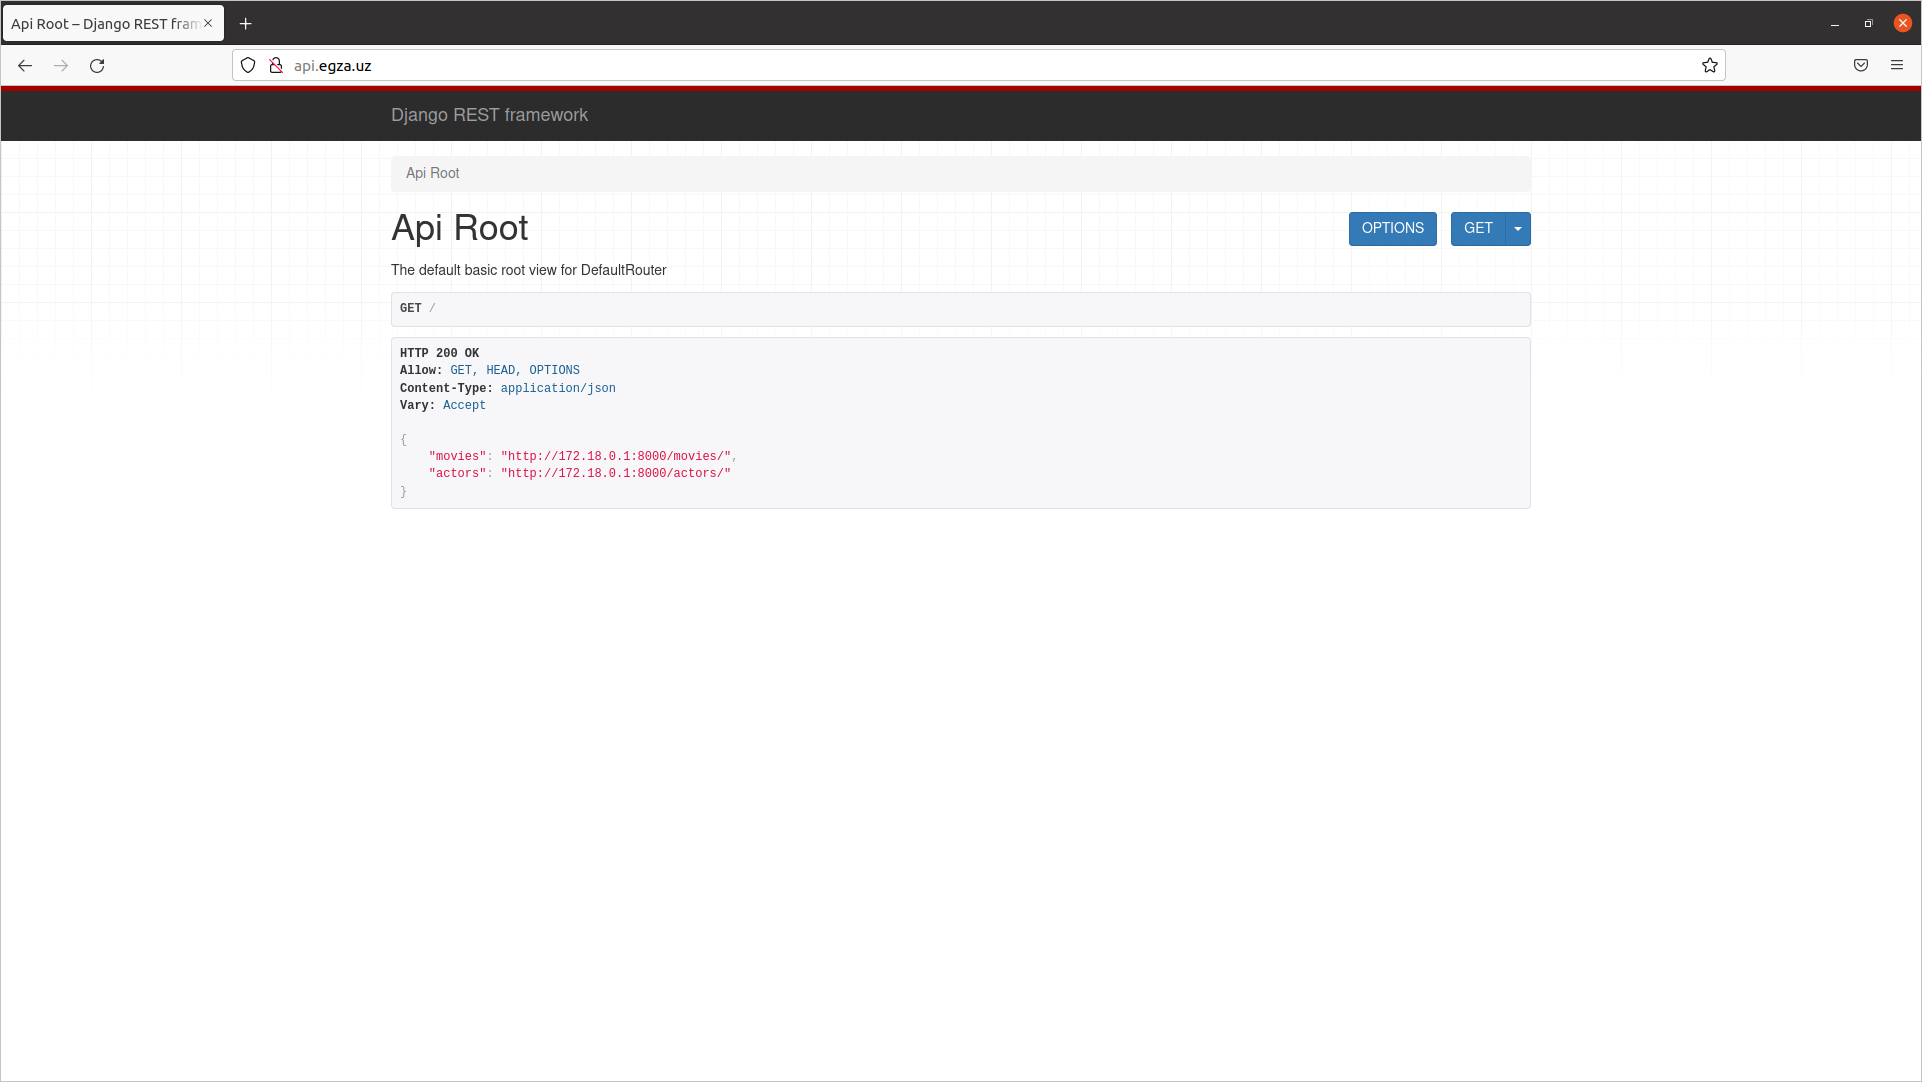 Api Root – Django REST fram
api.egza.uz
Django REST framework
Api Root
Api Root
OPTIONS
GET
The default basic root view for DefaultRouter
GET /
HTTP 200 OK
Allow: GET, HEAD, OPTIONS
Content-Type: application/json
Vary: Accept
{
    "movies": "http://172.18.0.1:8000/movies/",
    "actors": "http://172.18.0.1:8000/actors/"
}